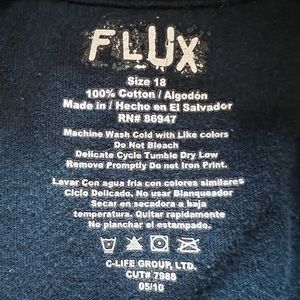 FLUX
Size 18
100% Cotton / Algodón
Made in / Hecho en El Salvador
RN# 86947
Machine Wash Cold with Like colors
Do Not Bleach
Delicate Cycle Tumble Dry Low
Remove Promptly Do not Iron Print.
Lavar Con agua fria con colores similares
Ciclo Delicado. No usar Blanqueador
Secar en secadora a baja
temperatura. Quitar rapidamente
No planchar el estampado.
C-LIFE GROUP, LTD.
CUT# 7988
05/10